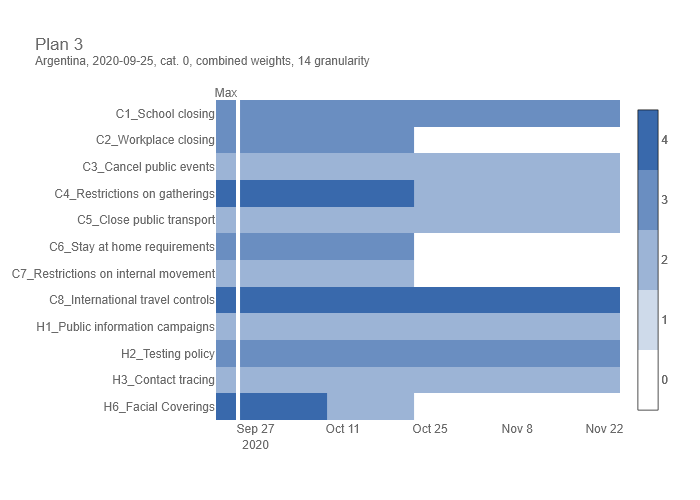 Plan 3
Argentina, 2020-09-25, cat. 0, combined weights, 14 granularity
Max
C1_School closing
C2_Workplace closing
C3_Cancel public events
C4_Restrictions on gatherings
C5_Close public transport
C6_Stay at home requirements
C7_Restrictions on internal movement
C8_International travel controls
H1_Public information campaigns
H2_Testing policy
H3_Contact tracing
H6_Facial Coverings
Sep 27 Oct 11 Oct 25 Nov 8 Nov 22
2020
4
3
2
1
0